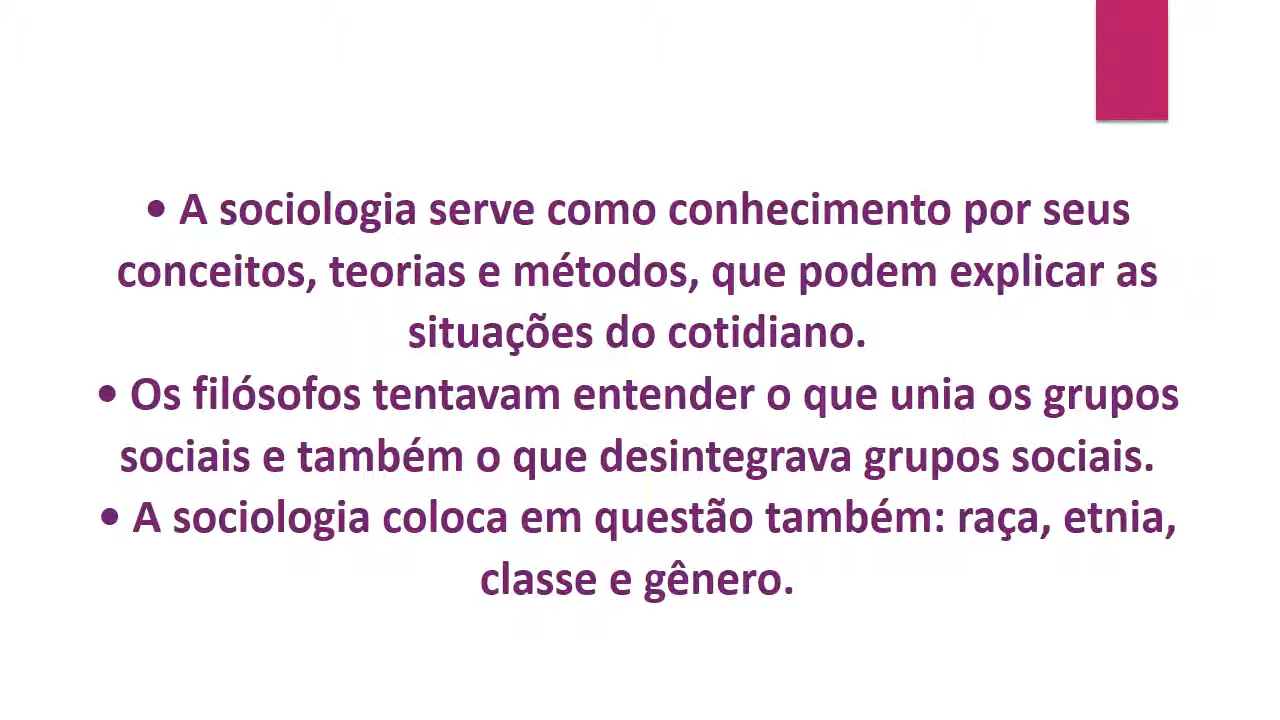 • A sociologia serve como conhecimento por seus
conceitos, teorias e métodos, que podem explicar as
situações do cotidiano.
• Os filósofos tentavam entender o que unia os grupos
sociais e também o que desintegrava grupos sociais.
• A sociologia coloca em questão também: raça, etnia,
classe e gênero.